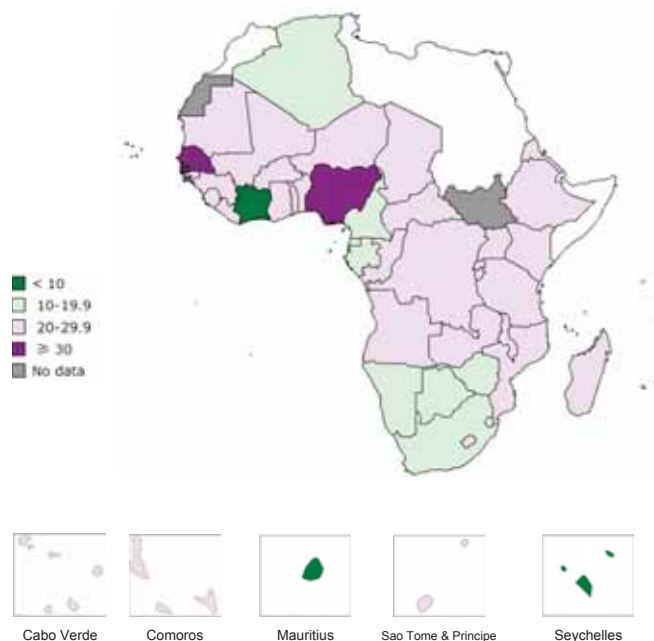 < 10
10-19.9
20-29.9
≥ 30
No data
Cabo Verde
Comoros
Mauritius
Sao Tome & Principe
Seychelles